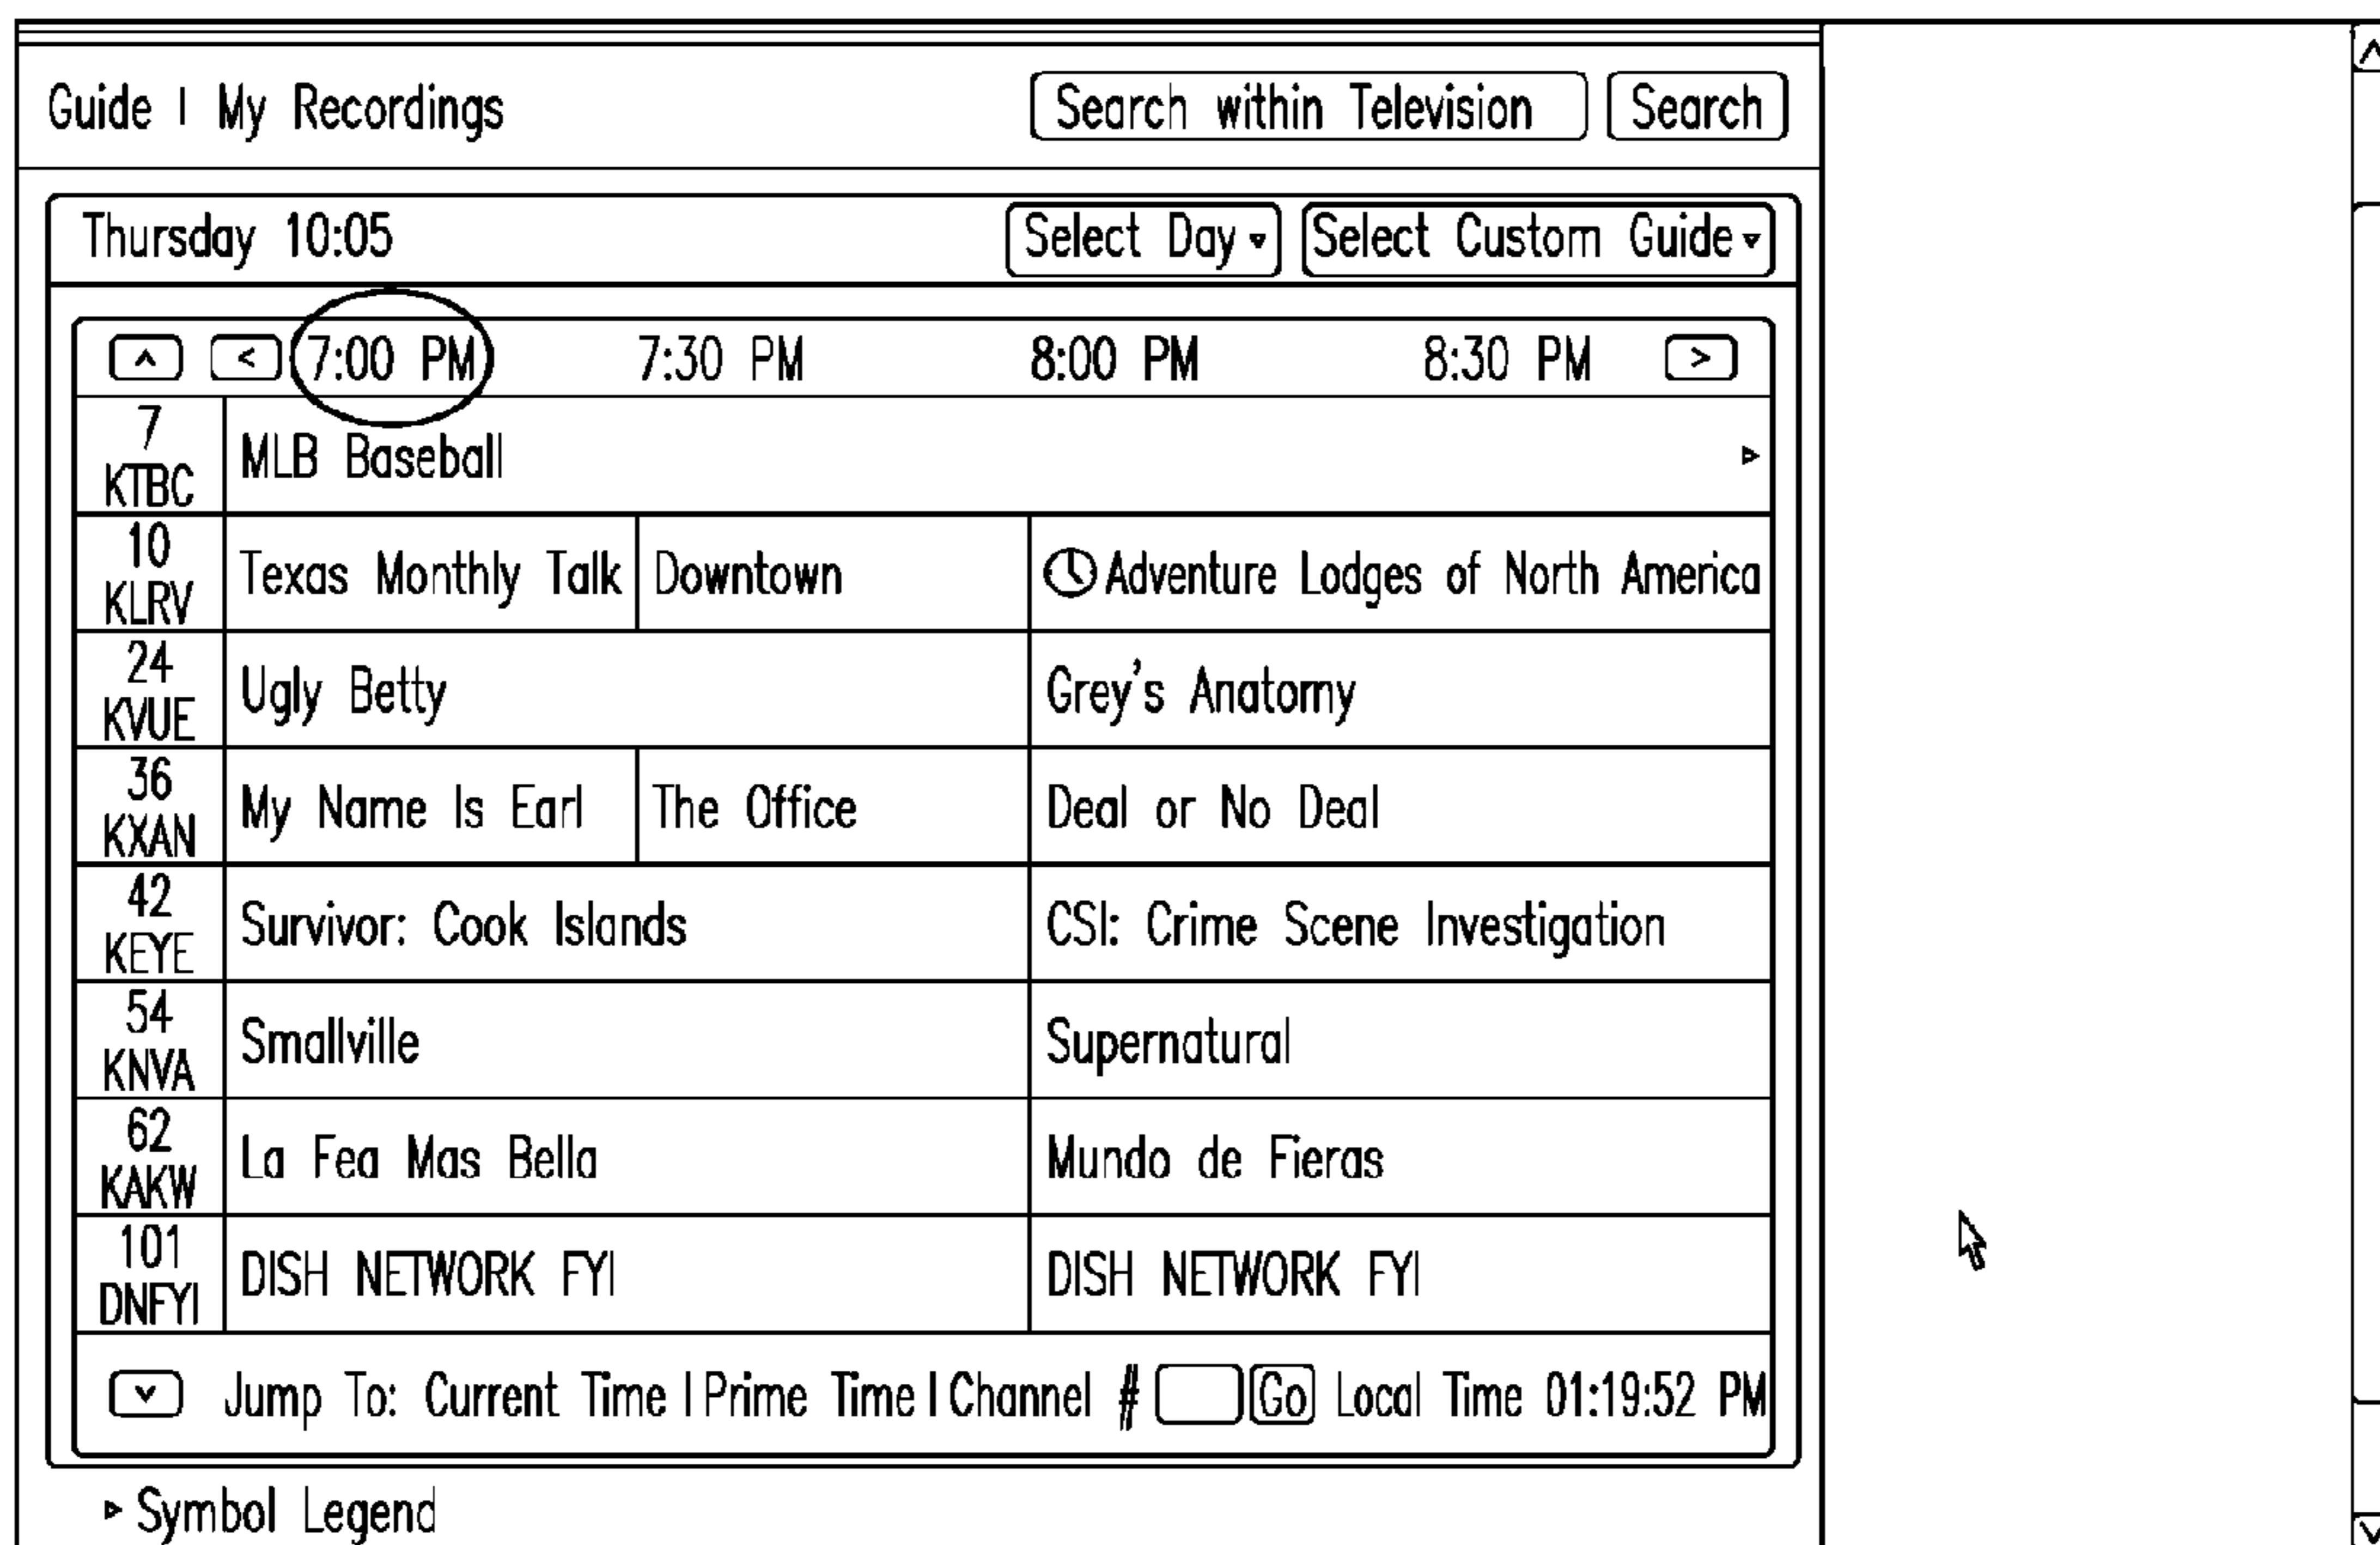 Guide | My Recordings Search within Television Search
Thursday 10:05 Select Day Select Custom Guide
7:00 PM 7:30 PM 8:00 PM 8:30 PM
7 KTBC MLB Baseball
10 KLRV Texas Monthly Talk Downtown Adventure Lodges of North America
24 KVUE Ugly Betty Grey's Anatomy
36 KXAN My Name Is Earl The Office Deal or No Deal
42 KEYE Survivor: Cook Islands CSI: Crime Scene Investigation
54 KNVA Smallville Supernatural
62 KAKW La Fea Mas Bella Mundo de Fieras
101 DNFYI DISH NETWORK FYI DISH NETWORK FYI
Jump To: Current Time | Prime Time | Channel # Go Local Time 01:19:52 PM
Symbol Legend